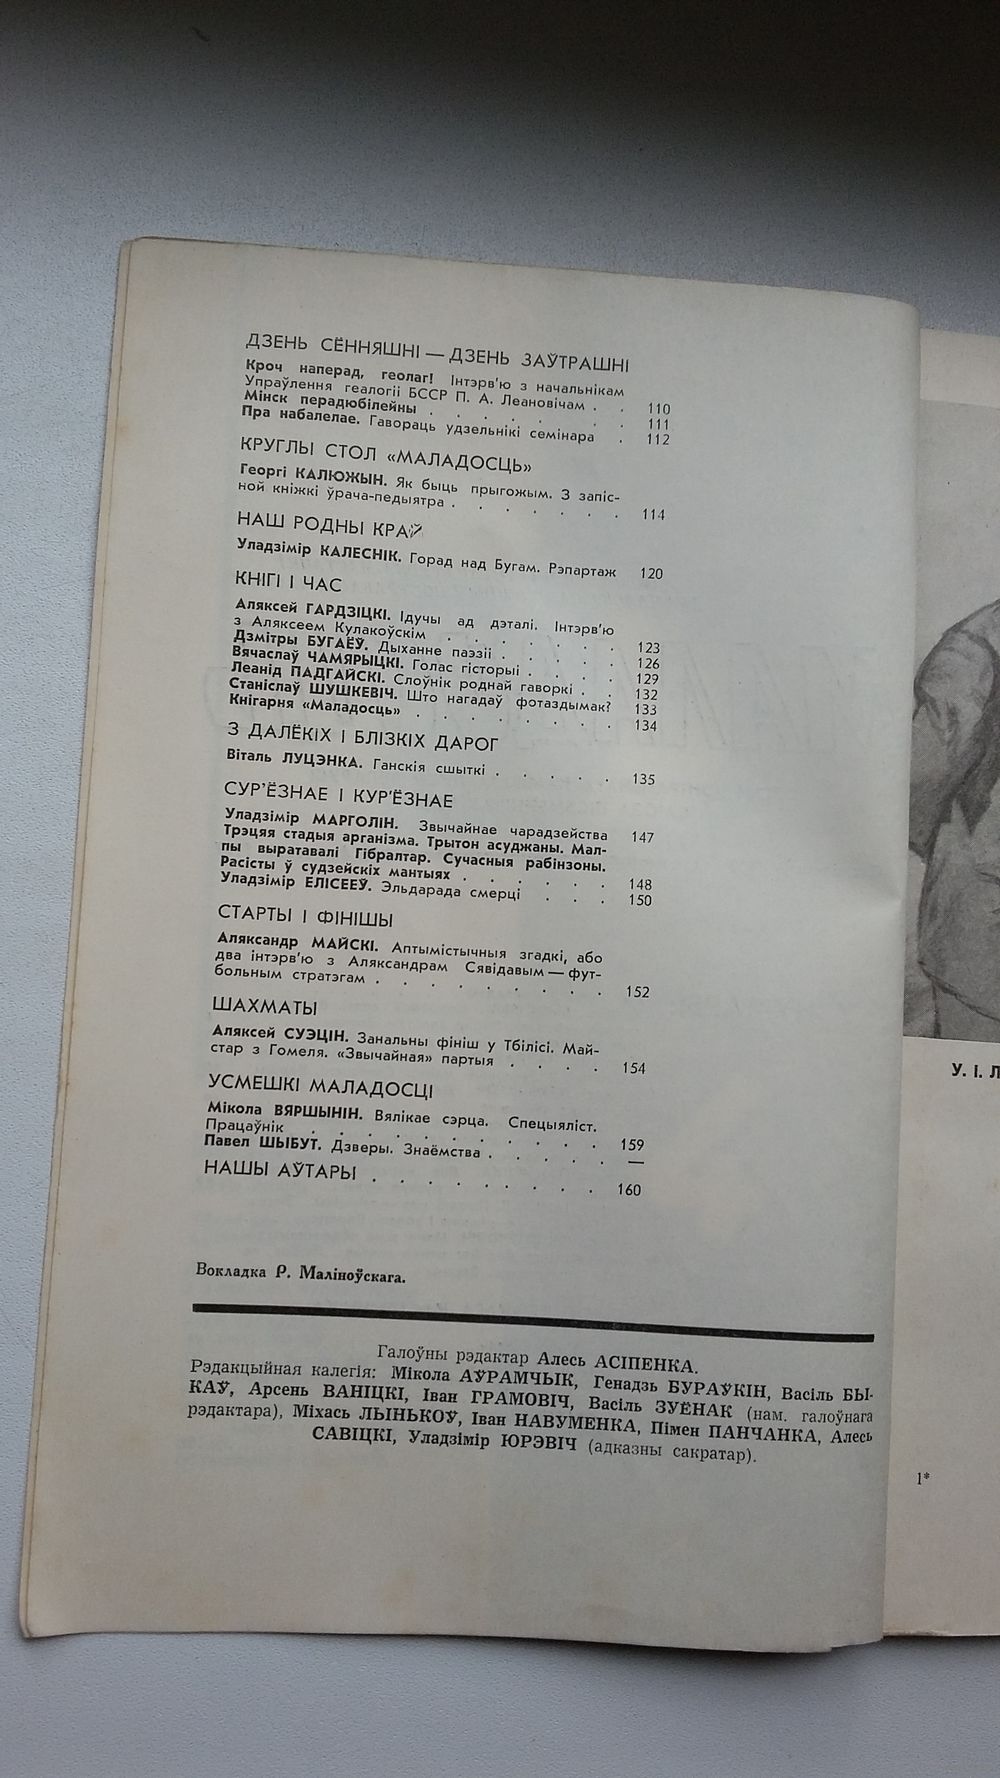 ДЗЕНЬ СЁННЯШНІ — ДЗЕНЬ ЗАЎТРАШНІ
Кроч наперад, геолаг! Інтэрв'ю з начальнікам
Упраўлення геалогіі БССР П. А. Леановічам . . 110
Мінск перадюбілейны . . . . . . . 111
Пра набалелае. Гавораць удзельнікі семінара . 112
КРУГЛЫ СТОЛ «МАЛАДОСЦЬ»
Георгі КАЛЮЖЫН. Як быць прыгожым. З запіс-
ной кніжкі ўрача-педыятра . . . . . . . 114
НАШ РОДНЫ КРАЙ
Уладзімір КАЛЕСНІК. Горад над Бугам. Рэпартаж 120
КНІГІ І ЧАС
Аляксей ГАРДЗІЦКІ. Ідучы ад дэталі. Інтэрв'ю
з Аляксеем Кулакоўскім . . . . . . . 123
Дзмітры БУГАЁЎ. Дыханне паэзіі . . . . . 126
Вячаслаў ЧАМЯРЫЦКІ. Голас гісторыі . . . . 129
Леанід ПАДГАЙСКІ. Слоўнік роднай гаворкі . . 132
Станіслаў ШУШКЕВІЧ. Што нагадаў фотаздымак? 133
Кнігарня «Маладосць» . . . . . . . . 134
З ДАЛЁКІХ І БЛІЗКІХ ДАРОГ
Віталь ЛУЦЭНКА. Ганскія сшыткі . . . . . 135
СУР'ЁЗНАЕ І КУР'ЁЗНАЕ
Уладзімір МАРГОЛІН. Звычайнае чарадзейства 147
Трэцяя стадыя арганізма. Трытон асуджаны. Мал-
пы выратавалі Гібралтар. Сучасныя рабінзоны.
Расісты ў судзейскіх мантыях . . . . . . 148
Уладзімір ЕЛІСЕЕЎ. Эльдарада смерці . . . 150
СТАРТЫ І ФІНІШЫ
Аляксандр МАЙСКІ. Аптымістычныя згадкі, або
два інтэрв'ю з Аляксандрам Сявідавым — фут-
больным стратэгам . . . . . . . . . 152
ШАХМАТЫ
Аляксей СУЭЦІН. Занальны фініш у Тбілісі. Май-
стар з Гомеля. «Звычайная» партыя . . . . 154
УСМЕШКІ МАЛАДОСЦІ
Мікола ВЯРШЫНІН. Вялікае сэрца. Спецыяліст.
Працаўнік . . . . . . . . . . . 159
Павел ШЫБУТ. Дзверы. Знаёмства . . . . . —
НАШЫ АЎТАРЫ . . . . . . . . . 160
Вокладка Р. Маліноўскага.
Галоўны рэдактар Алесь АСІПЕНКА.
Рэдакцыйная калегія: Мікола АЎРАМЧЫК, Генадзь БУРАЎКІН, Васіль БЫ-
КАЎ, Арсень ВАНІЦКІ, Іван ГРАМОВІЧ, Васіль ЗУЁНАК (нам. галоўнага
рэдактара), Міхась ЛЫНЬКОЎ, Іван НАВУМЕНКА, Пімен ПАНЧАНКА, Алесь
САВІЦКІ, Уладзімір ЮРЭВІЧ (адказны сакратар).
У. І. Л
1*